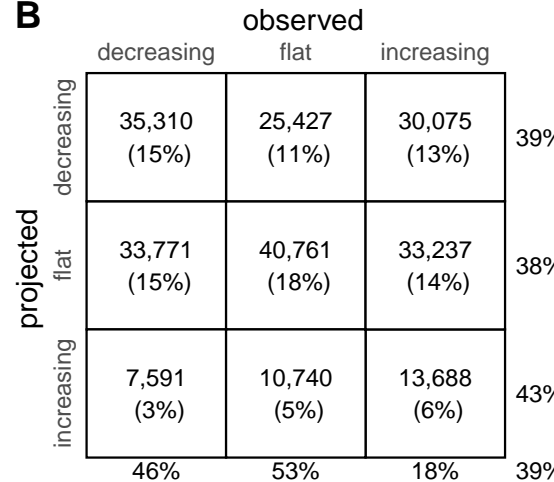 B
observed
decreasing flat increasing
projected
decreasing
35,310 25,427 30,075
(15%) (11%) (13%)
39%
flat
33,771 40,761 33,237
(15%) (18%) (14%)
38%
increasing
7,591 10,740 13,688
(3%) (5%) (6%)
43%
46% 53% 18% 39%